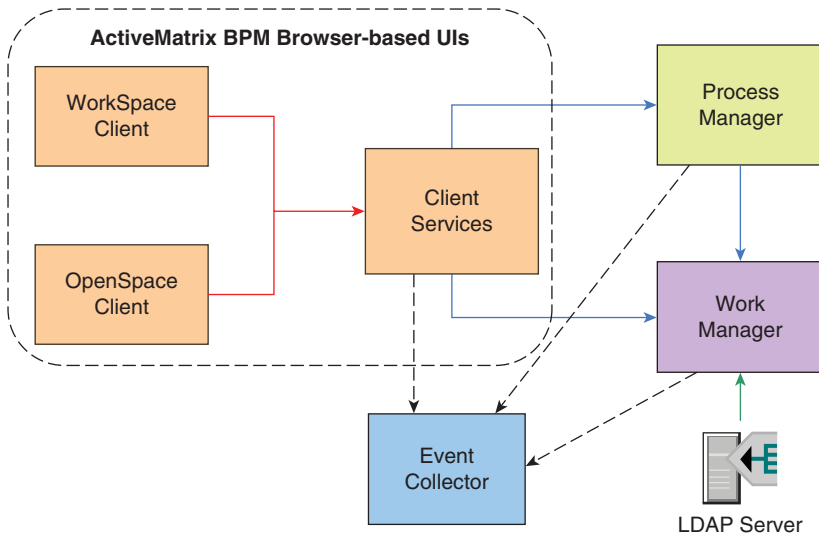 ActiveMatrix BPM Browser-based UIs
WorkSpace
Client
OpenSpace
Client
Client
Services
Process
Manager
Work
Manager
Event
Collector
LDAP Server